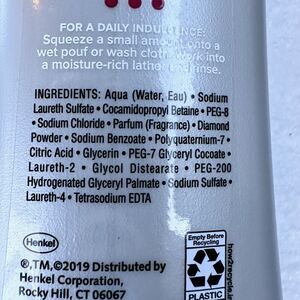 FOR A DAILY INDULGENCE:
Squeeze a small amount onto a
wet pouf or wash cloth, work into
a moisture-rich lather and rinse.
INGREDIENTS: Aqua (Water, Eau) • Sodium
Laureth Sulfate • Cocamidopropyl Betaine • PEG-8
• Sodium Chloride • Parfum (Fragrance) • Diamond
Powder • Sodium Benzoate • Polyquaternium-7 •
Citric Acid • Glycerin • PEG-7 Glyceryl Cocoate •
Laureth-2 • Glycol Distearate • PEG-200
Hydrogenated Glyceryl Palmate • Sodium Sulfate •
Laureth-4 • Tetrasodium EDTA
Henkel
®,TM,©2019 Distributed by
Henkel Corporation,
Rocky Hill, CT 06067
Empty Before
Recycling
PLASTIC
how2recycle.info